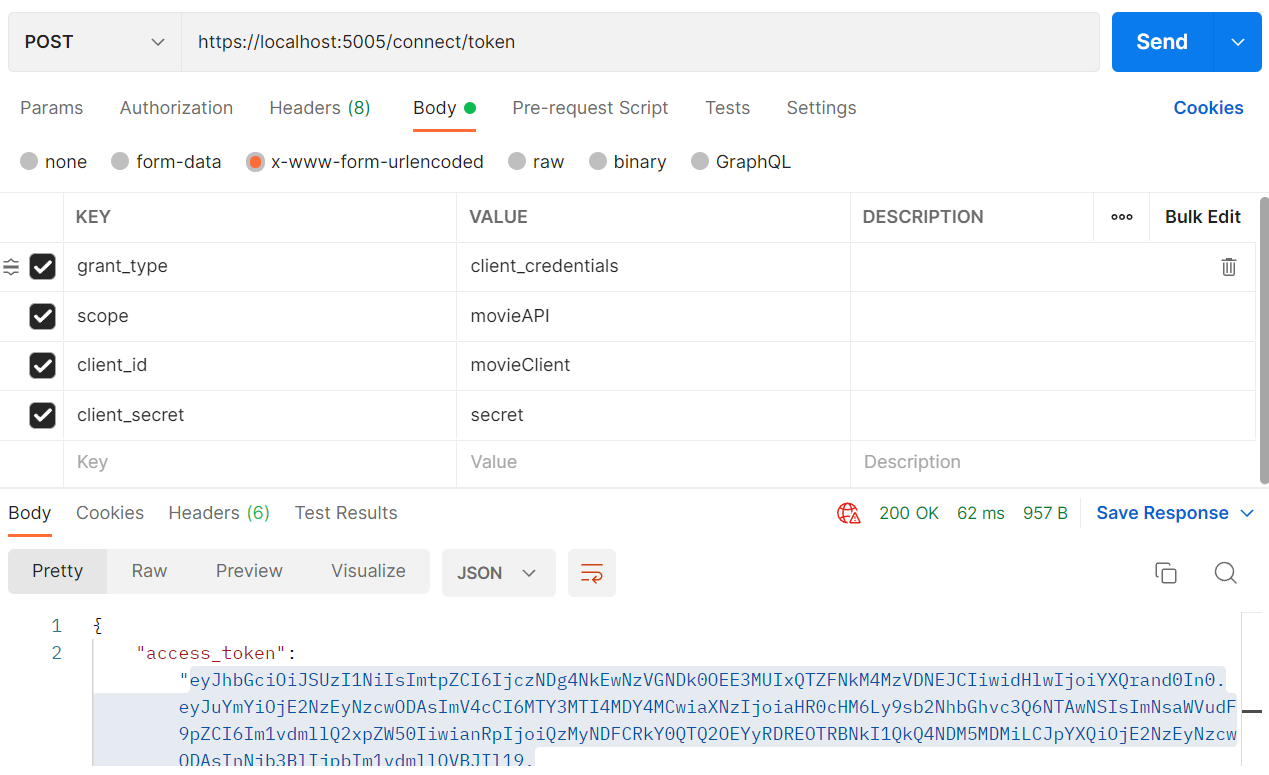 POST https://localhost:5005/connect/token Send
Params Authorization Headers (8) Body Pre-request Script Tests Settings Cookies
none form-data x-www-form-urlencoded raw binary GraphQL
KEY VALUE DESCRIPTION ooo Bulk Edit
grant_type client_credentials
scope movieAPI
client_id movieClient
client_secret secret
Key Value Description
Body Cookies Headers (6) Test Results 200 OK 62 ms 957 B Save Response
Pretty Raw Preview Visualize JSON
1 {
2 "access_token":
"eyJhbGciOiJSUzI1NiIsImtpZCI6IjczNDg4NkEwNzVGNDk0OEE3MUIxQTZFNkM4MzVDNEJCIiwidHlwIjoiYXQrand0In0.
eyJuYmYiOjE2NzEyNzcwODAsImV4cCI6MTY3MTI4MDY4MCwiaXNzIjoiaHR0cHM6Ly9sb2NhbGhvc3Q6NTAwNSIsImNsaWVudF
9pZCI6Im1vdmllQ2xpZW50IiwianRpIjoiQzMyNDFCRkY0QTQ2OEYyRDREOTRBNkI1QkQ4NDM5MDMiLCJpYXQiOjE2NzEyNzcw
ODAsInNjb3BlIjpbIm1vdmllQVBJIl19.